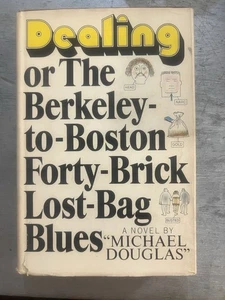 Dealing
or The
Berkeley-
to-Boston
Forty-Brick
Lost-Bag
Blues
A NOVEL BY
"MICHAEL
DOUGLAS"